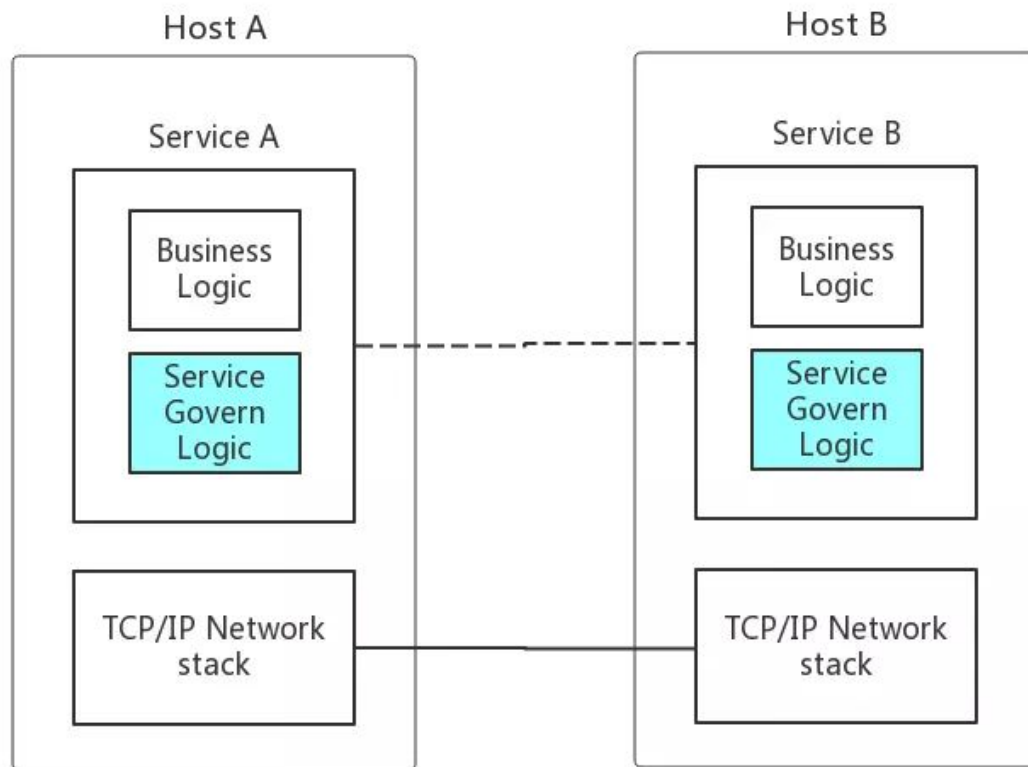 Host A
Host B
Service A
Business
Logic
Service
Govern
Logic
TCP/IP Network
stack
Service B
Business
Logic
Service
Govern
Logic
TCP/IP Network
stack